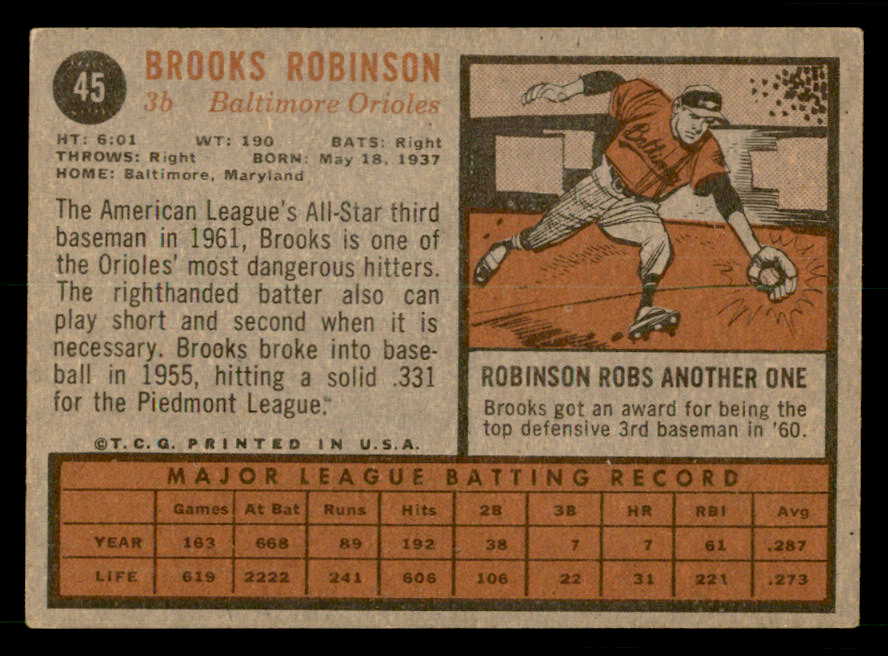 45
BROOKS ROBINSON
3b Baltimore Orioles
HT: 6:01 WT: 190 BATS: Right
THROWS: Right BORN: May 18, 1937
HOME: Baltimore, Maryland
The American League's All-Star third
baseman in 1961, Brooks is one of
the Orioles' most dangerous hitters.
The righthanded batter also can
play short and second when it is
necessary. Brooks broke into base-
ball in 1955, hitting a solid .331
for the Piedmont League.
©T.C.G. PRINTED IN U.S.A.
Baltimore
ROBINSON ROBS ANOTHER ONE
Brooks got an award for being the
top defensive 3rd baseman in '60.
MAJOR LEAGUE BATTING RECORD
Games At Bat Runs Hits 2B 3B HR RBI Avg
YEAR 163 668 89 192 38 7 7 61 .287
LIFE 619 2222 241 606 106 22 31 221 .273